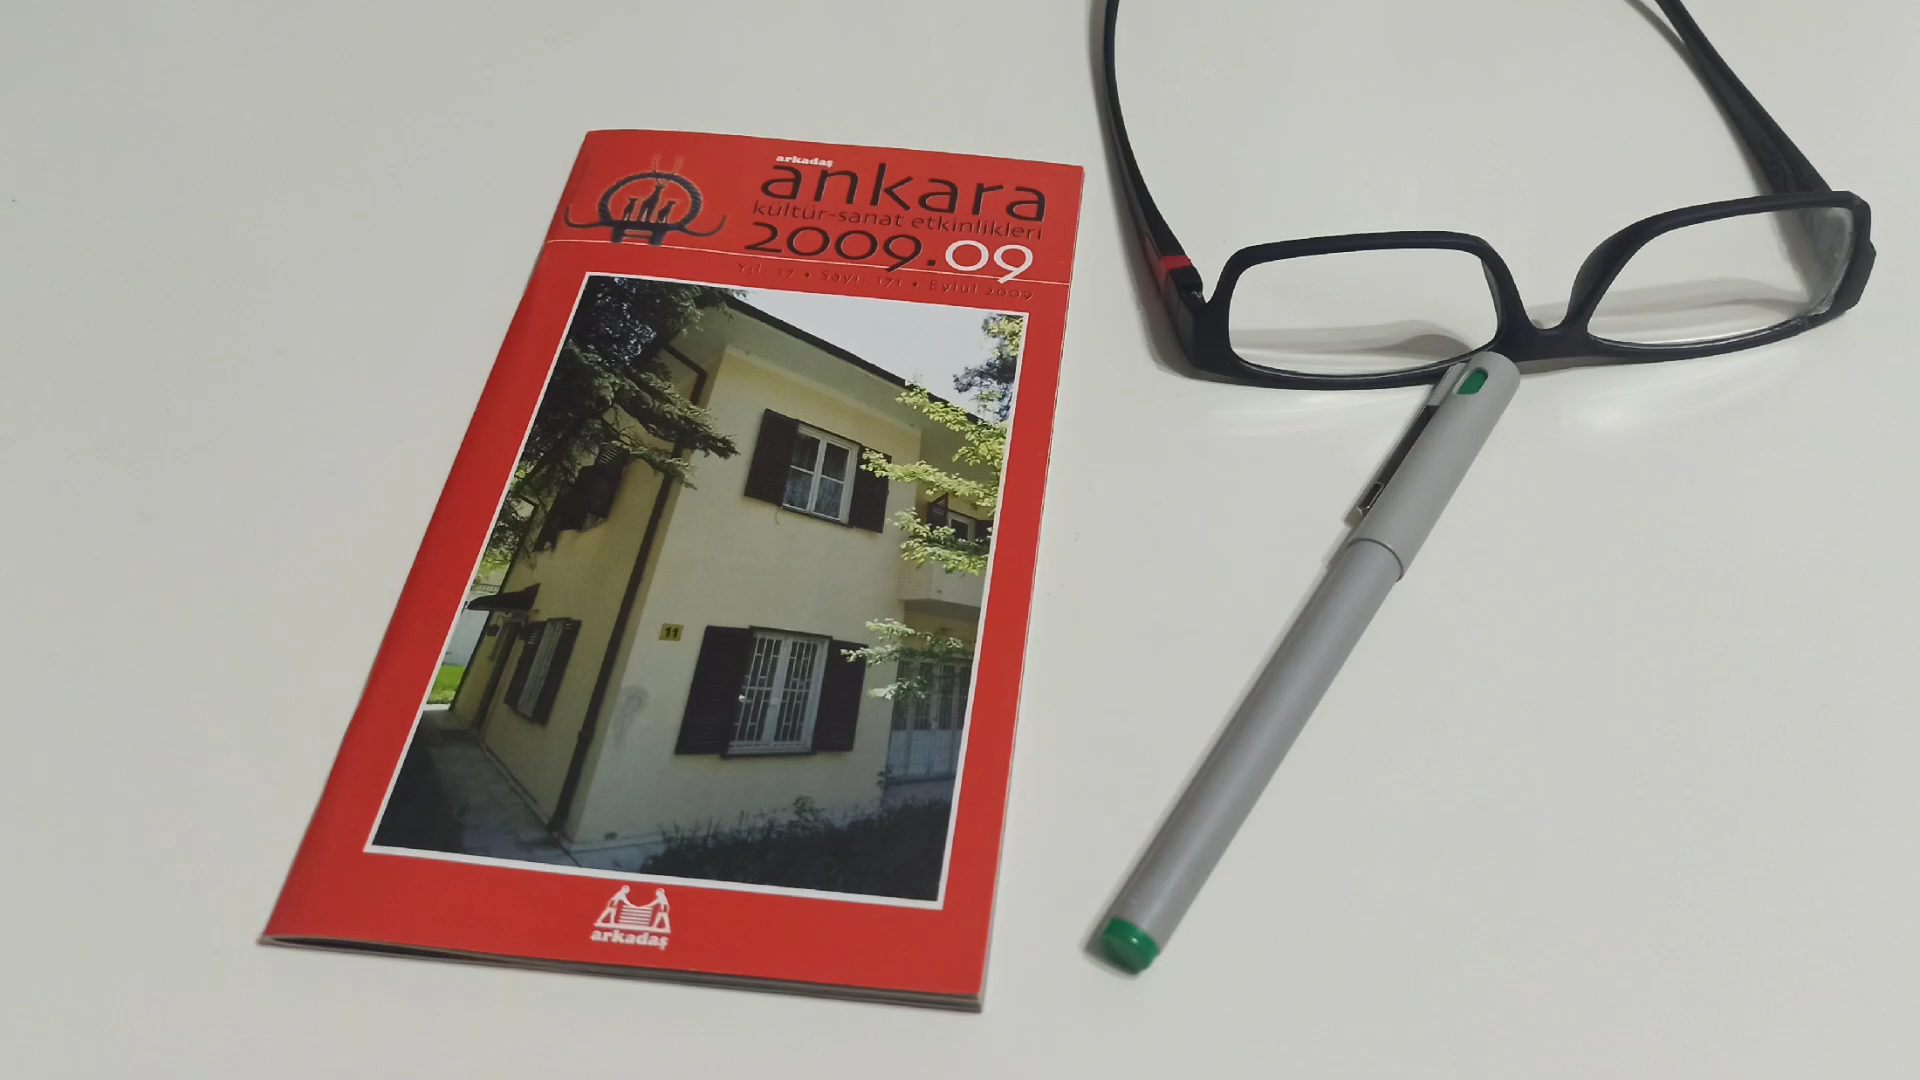 arkadaş
ankara
kültür-sanat etkinlikleri
2009.09
Yıl: 17 • Sayı: 171 • Eylül 2009
11
arkadaş